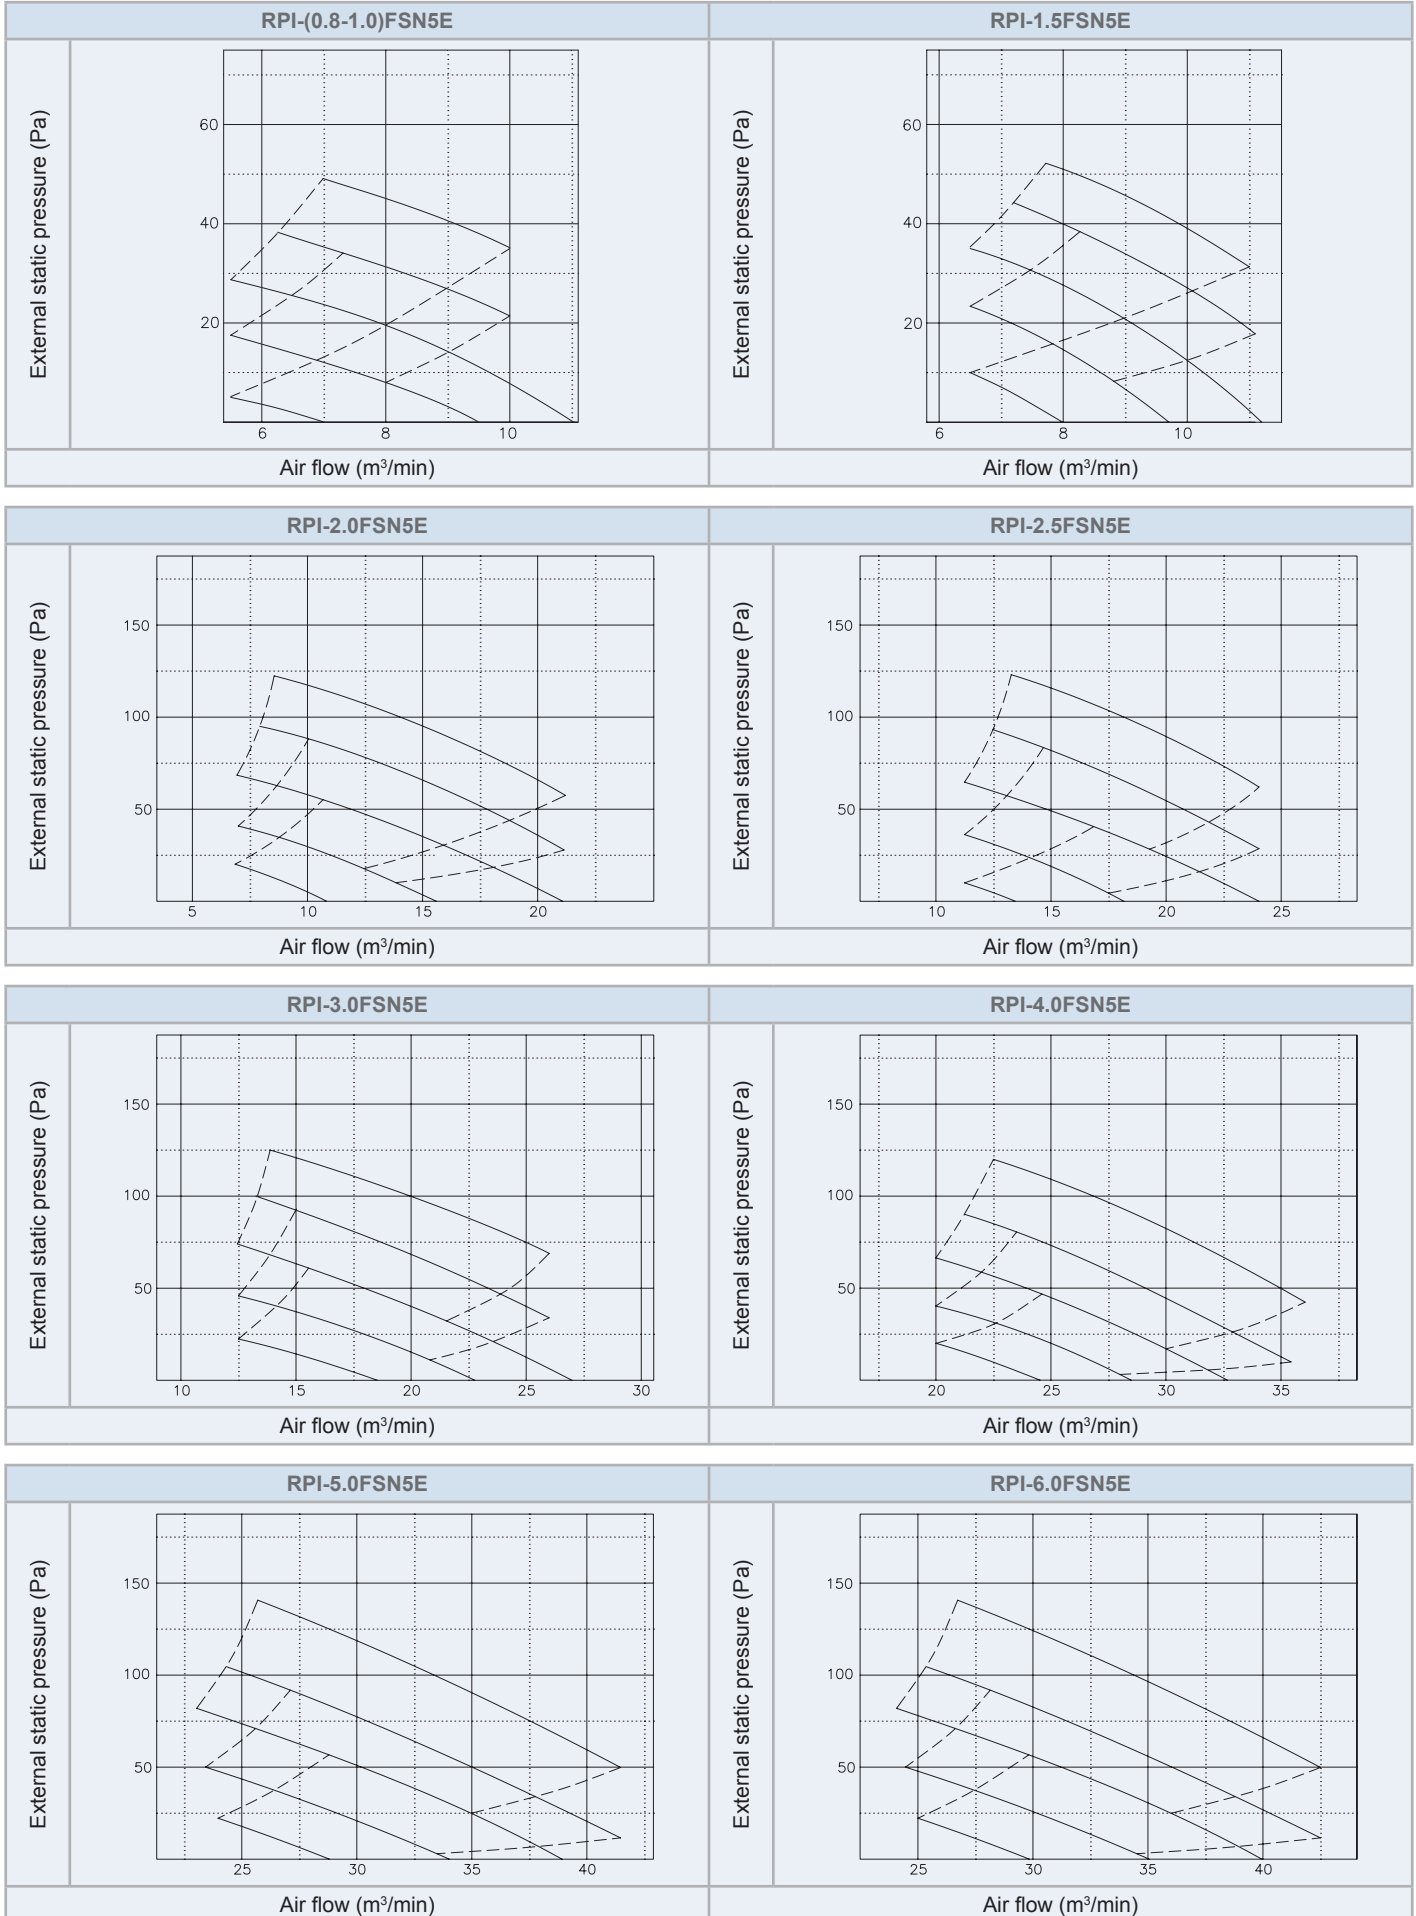 RPI-(0.8-1.0)FSN5E
RPI-1.5FSN5E
External static pressure (Pa)
60
40
20
6 8 10
External static pressure (Pa)
60
40
20
6 8 10
Air flow (m³/min)
Air flow (m³/min)
RPI-2.0FSN5E
RPI-2.5FSN5E
External static pressure (Pa)
150
100
50
5 10 15 20
External static pressure (Pa)
150
100
50
10 15 20 25
Air flow (m³/min)
Air flow (m³/min)
RPI-3.0FSN5E
RPI-4.0FSN5E
External static pressure (Pa)
150
100
50
10 15 20 25 30
External static pressure (Pa)
150
100
50
20 25 30 35
Air flow (m³/min)
Air flow (m³/min)
RPI-5.0FSN5E
RPI-6.0FSN5E
External static pressure (Pa)
150
100
50
25 30 35 40
External static pressure (Pa)
150
100
50
25 30 35 40
Air flow (m³/min)
Air flow (m³/min)